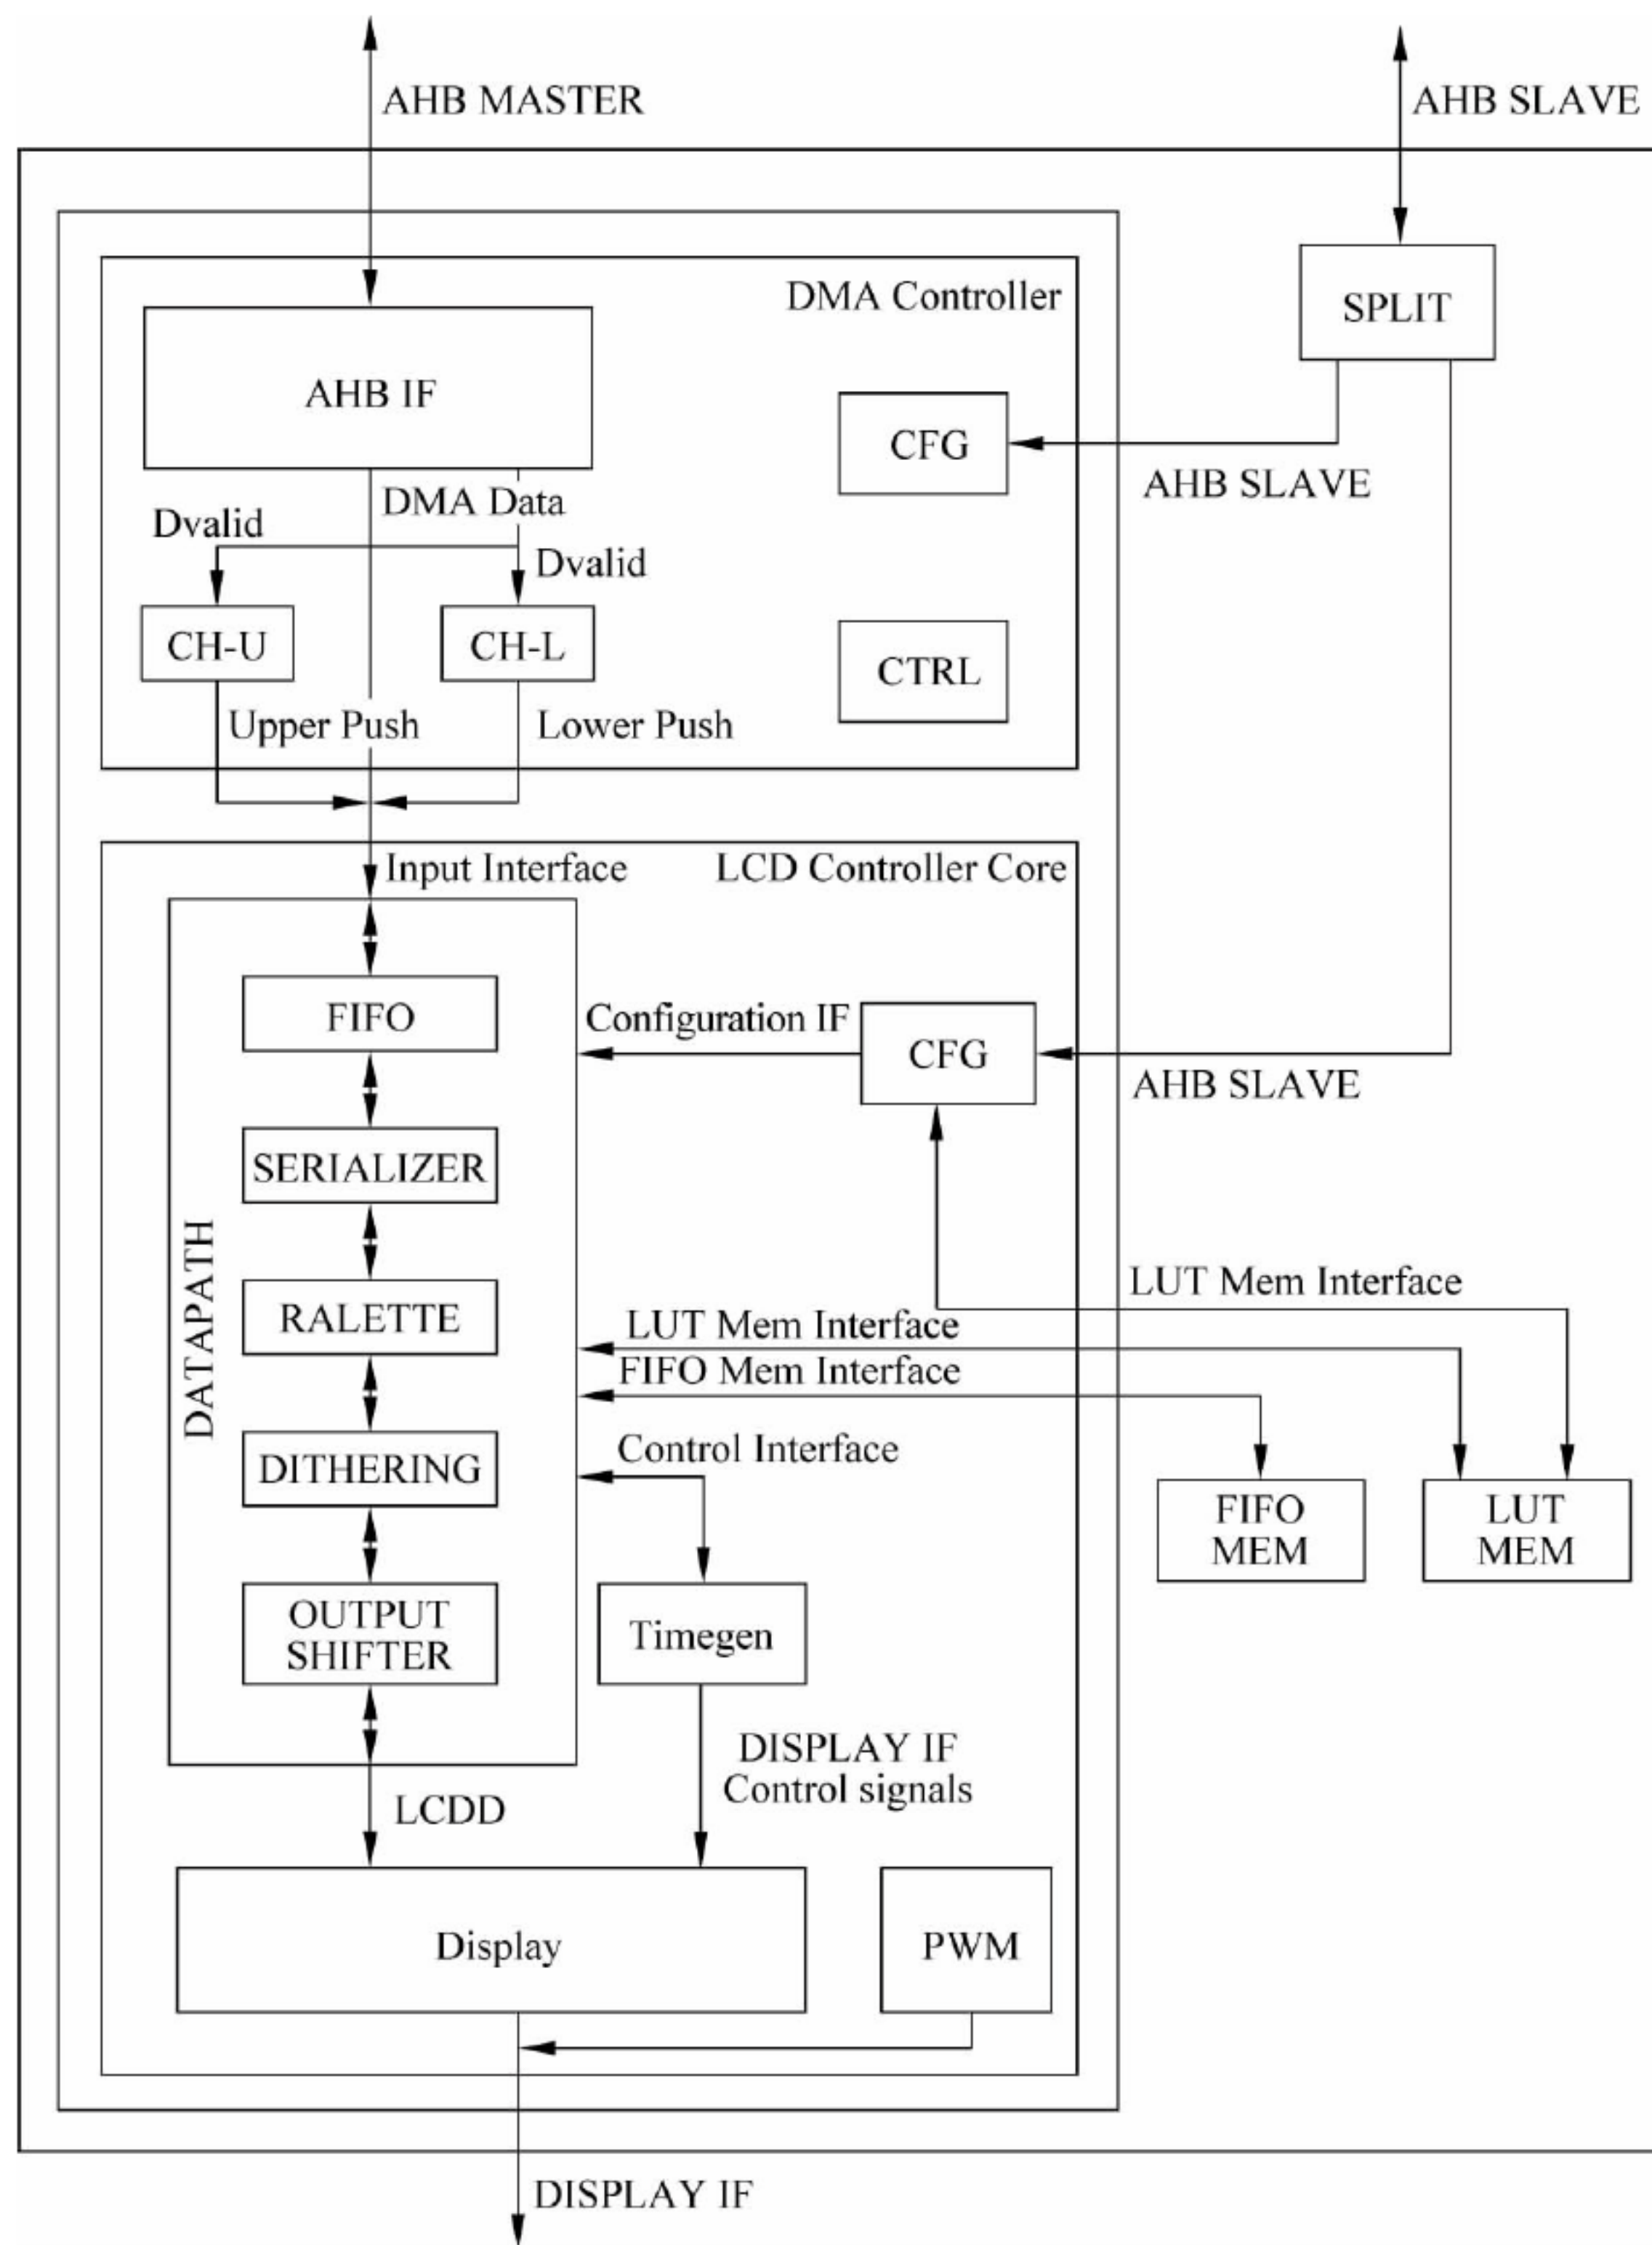 AHB MASTER
AHB SLAVE
DMA Controller
SPLIT
AHB IF
CFG
AHB SLAVE
DMA Data
Dvalid
Dvalid
CH-U
CH-L
CTRL
Upper Push
Lower Push
Input Interface
LCD Controller Core
FIFO
Configuration IF
CFG
AHB SLAVE
SERIALIZER
DATAPATH
RALETTE
LUT Mem Interface
LUT Mem Interface
FIFO Mem Interface
Control Interface
DITHERING
FIFO
MEM
LUT
MEM
OUTPUT
SHIFTER
Timegen
DISPLAY IF
Control signals
LCDD
Display
PWM
DISPLAY IF